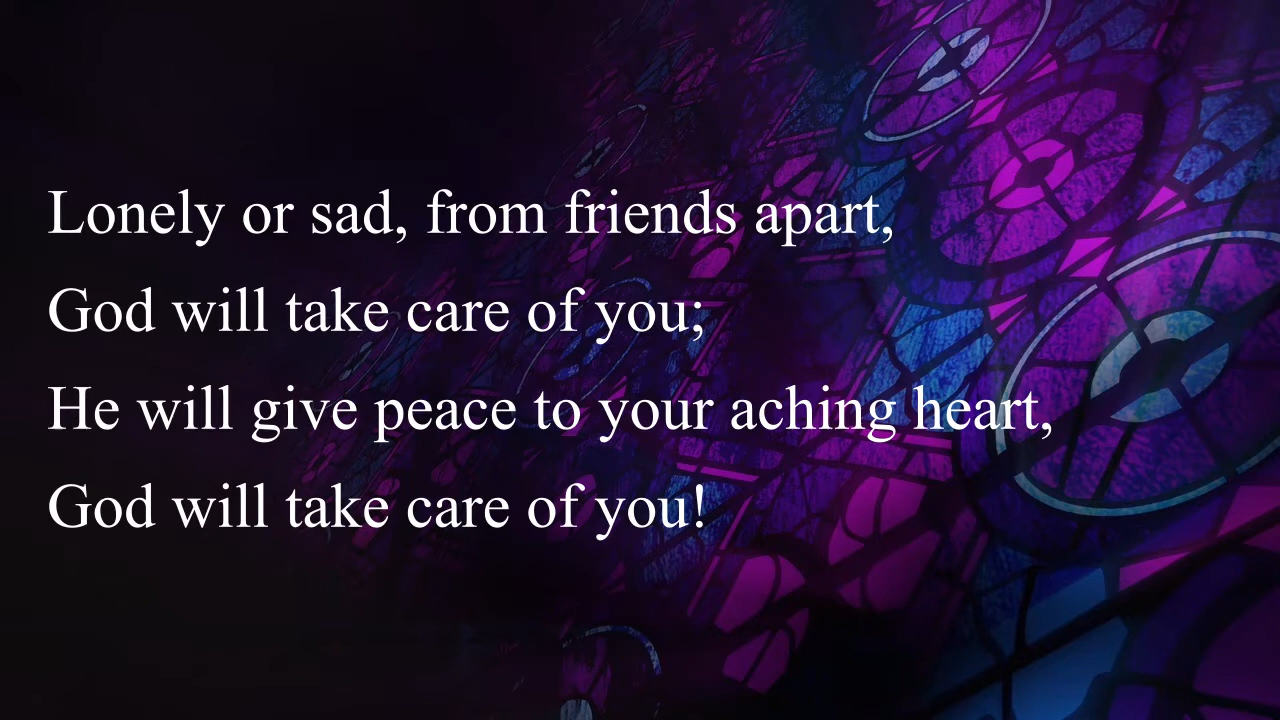 Lonely or sad, from friends apart,
God will take care of you;
He will give peace to your aching heart,
God will take care of you!